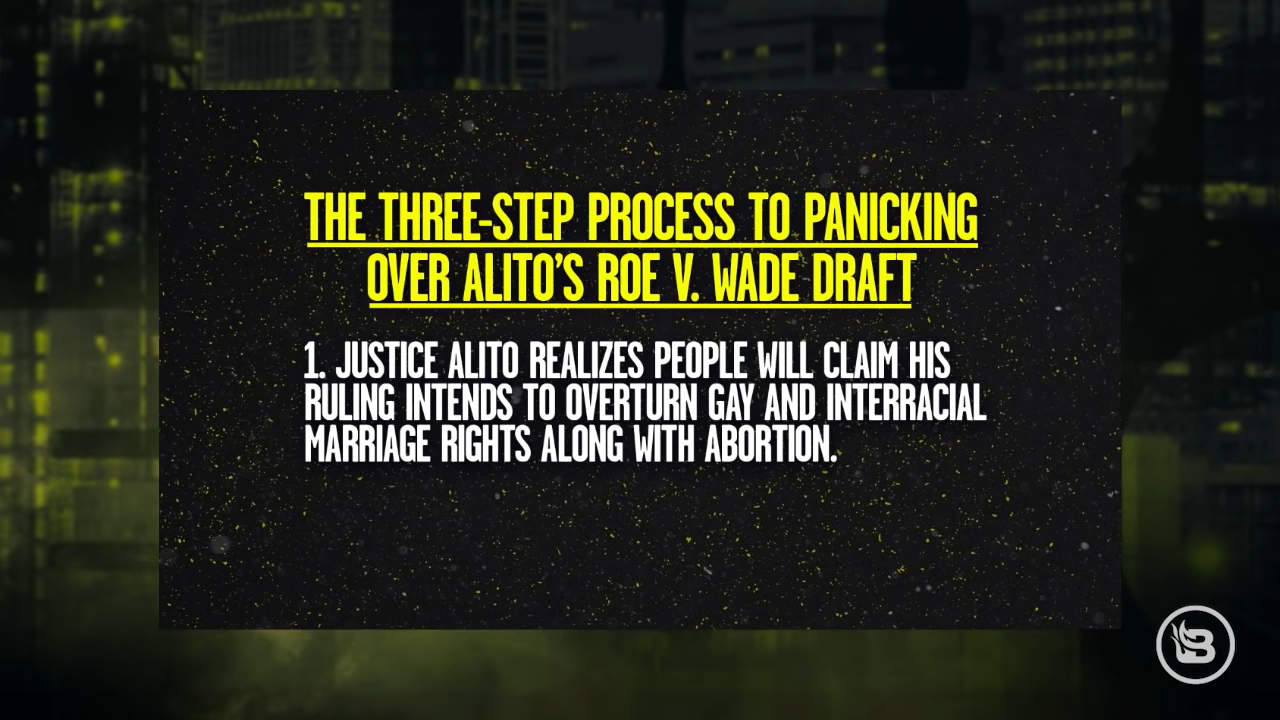 THE THREE-STEP PROCESS TO PANICKING
OVER ALITO'S ROE V. WADE DRAFT
1. JUSTICE ALITO REALIZES PEOPLE WILL CLAIM HIS
RULING INTENDS TO OVERTURN GAY AND INTERRACIAL
MARRIAGE RIGHTS ALONG WITH ABORTION.
B